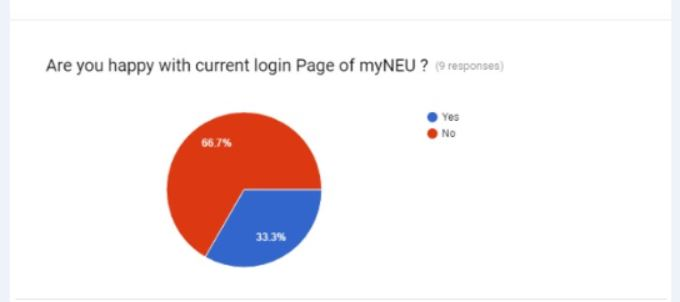 Are you happy with current login Page of myNEU ? (9 responses)
Yes
No
66.7%
33.3%